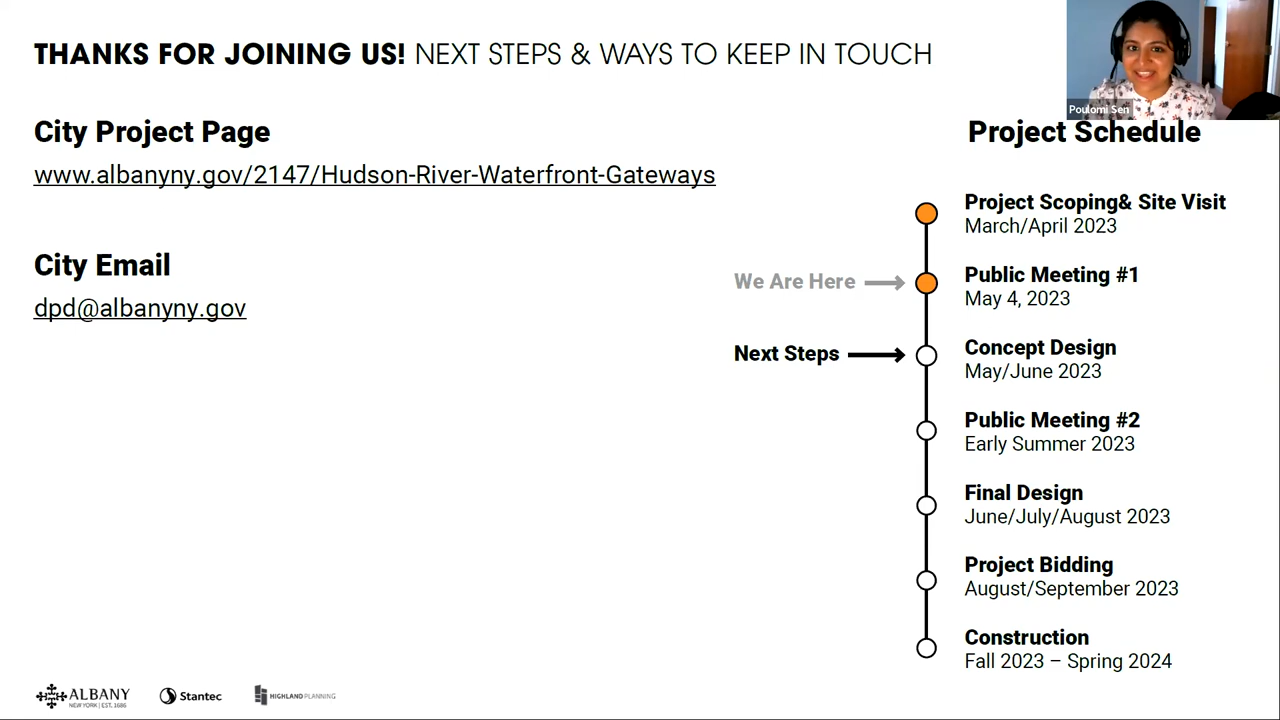 THANKS FOR JOINING US! NEXT STEPS & WAYS TO KEEP IN TOUCH
Poulomi Sen
City Project Page
www.albanyny.gov/2147/Hudson-River-Waterfront-Gateways
City Email
dpd@albanyny.gov
Project Schedule
Project Scoping& Site Visit
March/April 2023
We Are Here
Public Meeting #1
May 4, 2023
Next Steps
Concept Design
May/June 2023
Public Meeting #2
Early Summer 2023
Final Design
June/July/August 2023
Project Bidding
August/September 2023
Construction
Fall 2023 – Spring 2024
ALBANY
NEW YORK | EST. 1686
Stantec
HIGHLAND PLANNING